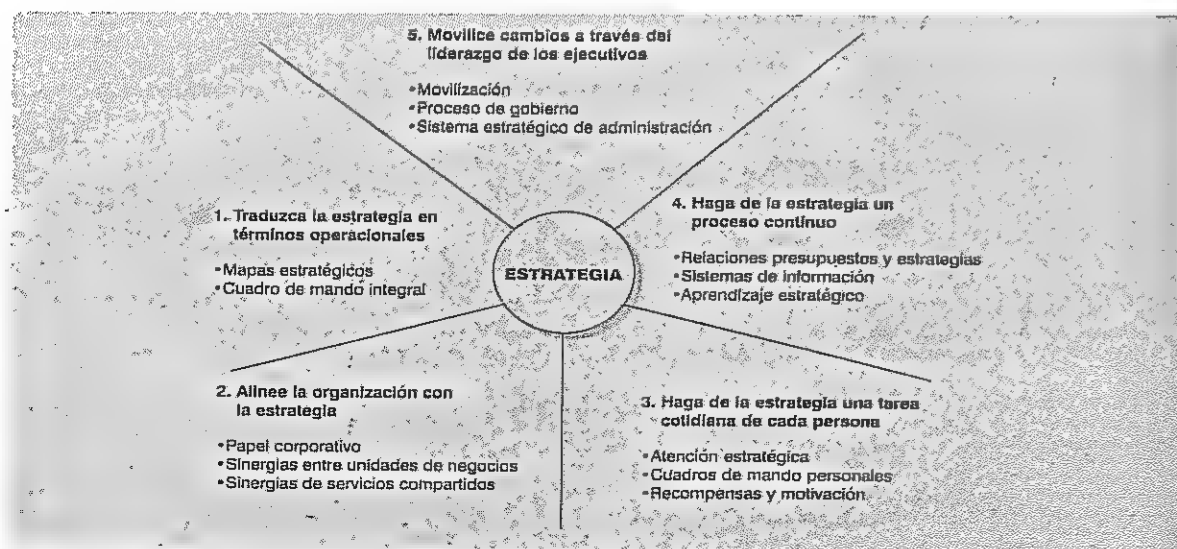 5. Movilice cambios a través del
liderazgo de los ejecutivos
•Movilización
•Proceso de gobierno
•Sistema estratégico de administración
1. Traduzca la estrategia en
términos operacionales
•Mapas estratégicos
•Cuadro de mando integral
4. Haga de la estrategia un
proceso continuo
•Relaciones presupuestos y estrategias
•Sistemas de información
•Aprendizaje estratégico
ESTRATEGIA
2. Alinee la organización con
la estrategia
•Papel corporativo
•Sinergias entre unidades de negocios
•Sinergias de servicios compartidos
3. Haga de la estrategia una tarea
cotidiana de cada persona
•Atención estratégica
•Cuadros de mando personales
•Recompensas y motivación